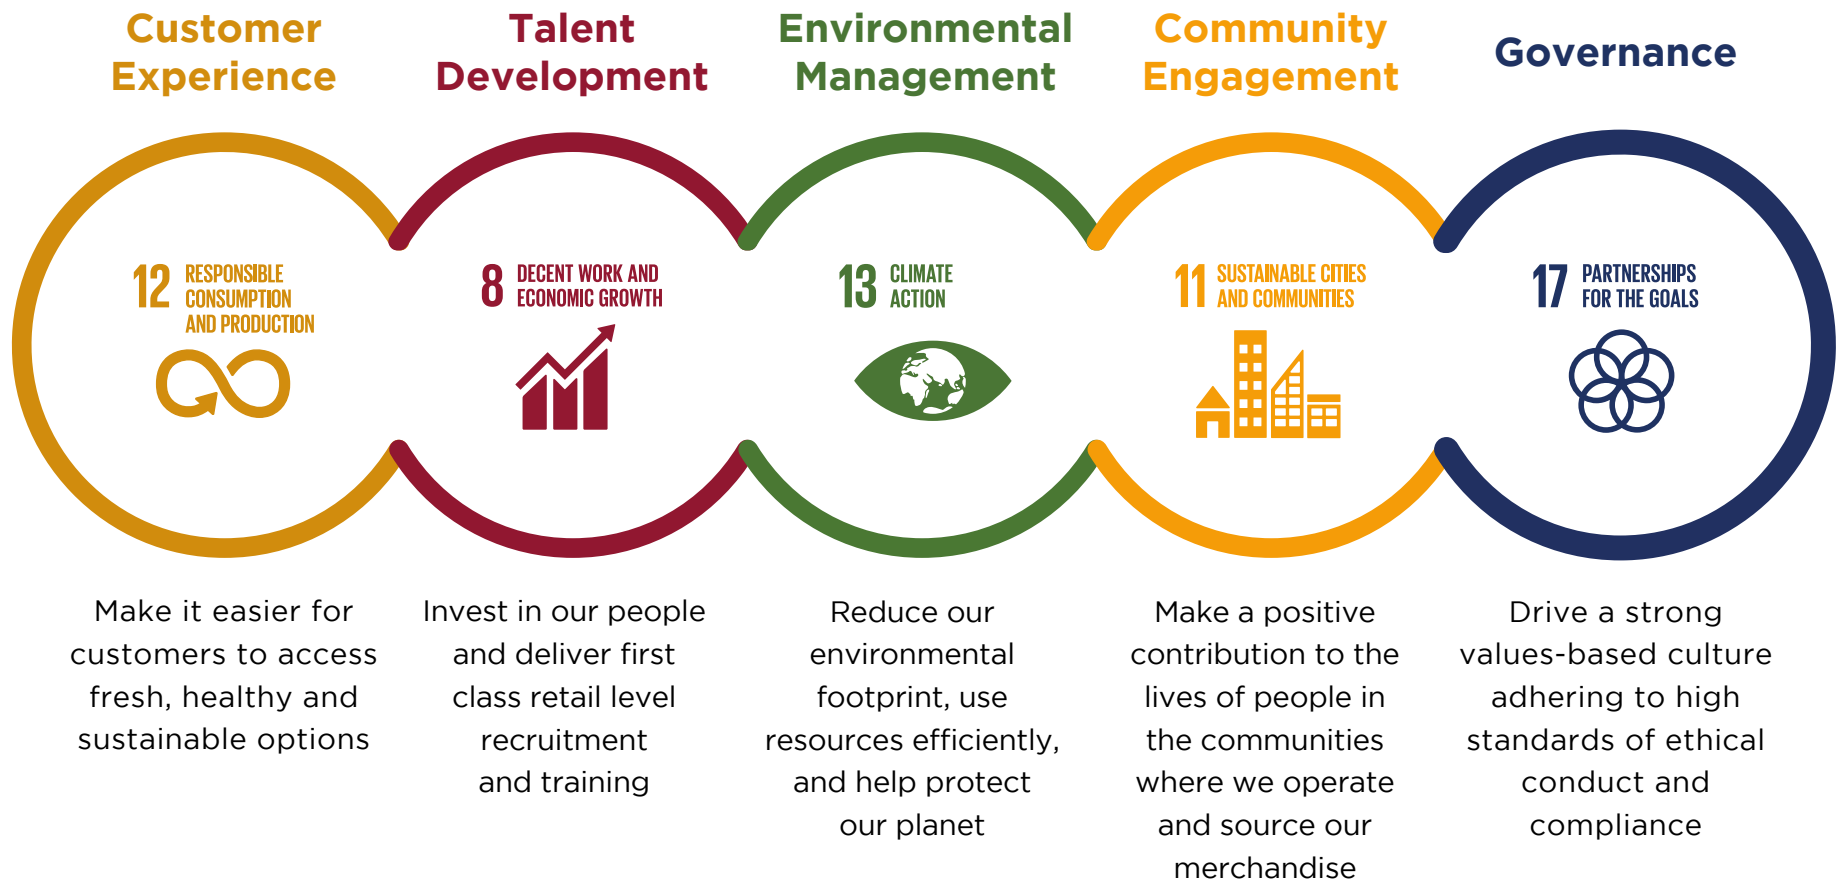 Customer
Experience
Talent
Development
Environmental
Management
Community
Engagement
Governance
12 RESPONSIBLE
CONSUMPTION
AND PRODUCTION
8 DECENT WORK AND
ECONOMIC GROWTH
13 CLIMATE
ACTION
11 SUSTAINABLE CITIES
AND COMMUNITIES
17 PARTNERSHIPS
FOR THE GOALS
Make it easier for
customers to access
fresh, healthy and
sustainable options
Invest in our people
and deliver first
class retail level
recruitment
and training
Reduce our
environmental
footprint, use
resources efficiently,
and help protect
our planet
Make a positive
contribution to the
lives of people in
the communities
where we operate
and source our
merchandise
Drive a strong
values-based culture
adhering to high
standards of ethical
conduct and
compliance